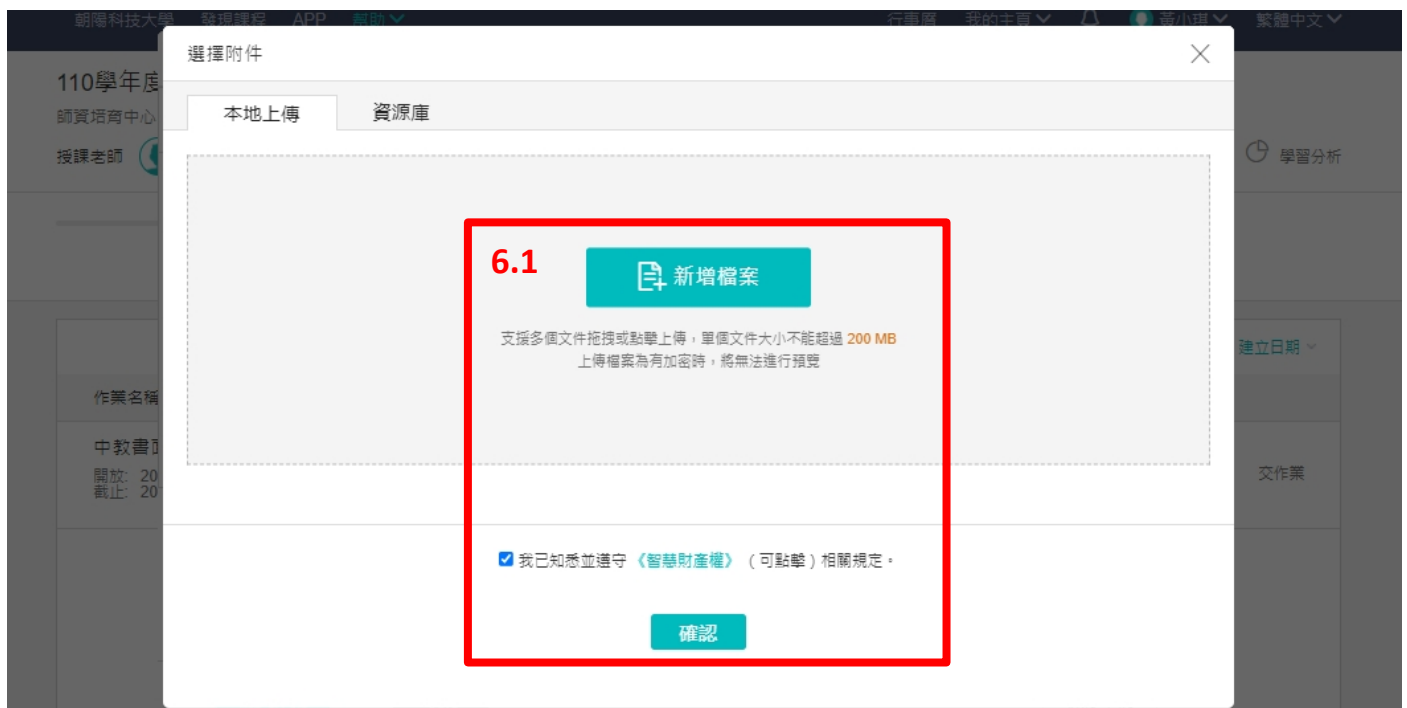 朝陽科技大學 發現課程 APP 幫助 行事曆 我的主頁 黃小琪 繁體中文
選擇附件
110學年度
師資培育中心
本地上傳 資源庫
授課老師
學習分析
6.1
新增檔案
支援多個文件拖拽或點擊上傳，單個文件大小不能超過 200 MB
上傳檔案為有加密時，將無法進行預覽
建立日期
作業名稱
中教書面
開放: 20
截止: 20
交作業
我已知悉並遵守《智慧財產權》（可點擊）相關規定。
確認